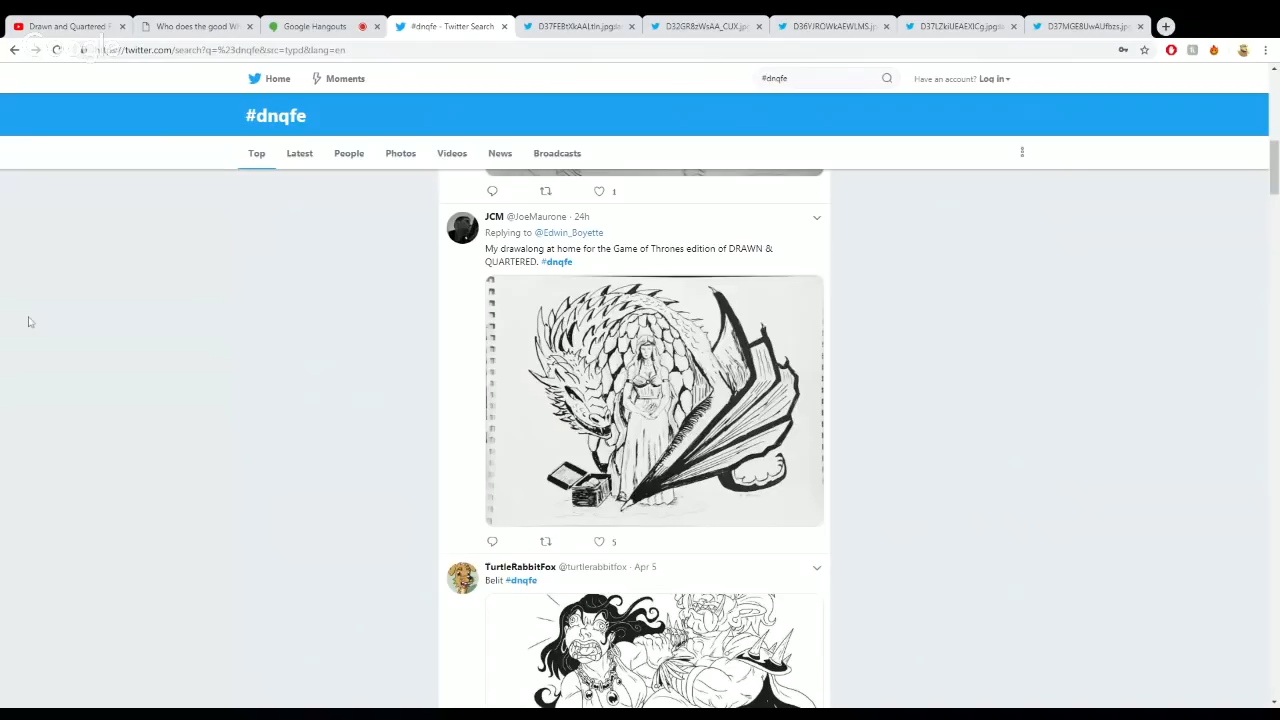 Drawn and Quartered F
Who does the good W
Google Hangouts
#dnqfe - Twitter Search
D37FEBtXkAALtIn.jpg
D32GR8zWsAA_CUX.jpg
D36YJROWkAEWLMS.jpg
D37LZkiUEAEXICg.jpg
D37MGE8UwAUfbzs.jpg
//twitter.com/search?q=%23dnqfe&src=typd&lang=en
Home
Moments
#dnqfe
Have an account? Log in
#dnqfe
Top
Latest
People
Photos
Videos
News
Broadcasts
1
JCM @JoeMaurone · 24h
Replying to @Edwin_Boyette
My drawalong at home for the Game of Thrones edition of DRAWN &
QUARTERED. #dnqfe
5
TurtleRabbitFox @turtlerabbitfox · Apr 5
Belit #dnqfe